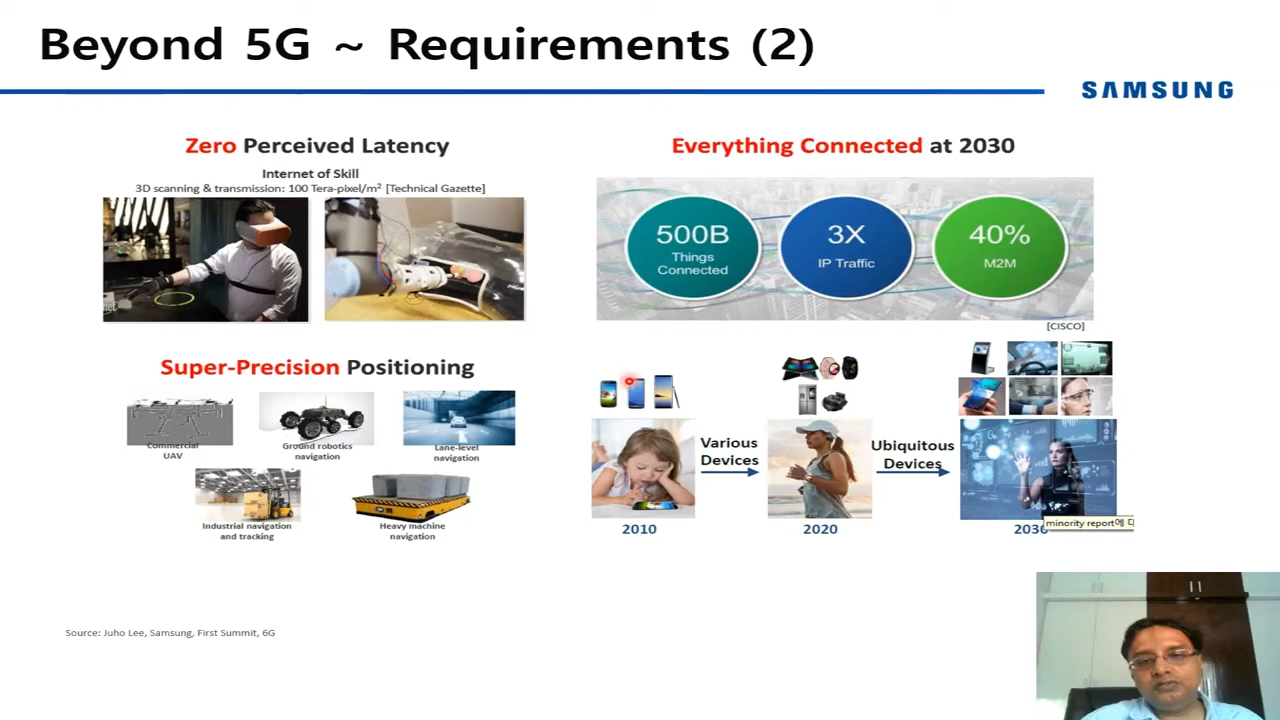 Beyond 5G ~ Requirements (2)
SAMSUNG
Zero Perceived Latency
Internet of Skill
3D scanning & transmission: 100 Tera-pixel/m² [Technical Gazette]
Super-Precision Positioning
Commercial
UAV
Ground robotics
navigation
Lane-level
navigation
Industrial navigation
and tracking
Heavy machine
navigation
Everything Connected at 2030
500B
Things
Connected
3X
IP Traffic
40%
M2M
[CISCO]
Various
Devices
Ubiquitous
Devices
2010
2020
minority report에
Source: Juho Lee, Samsung, First Summit, 6G